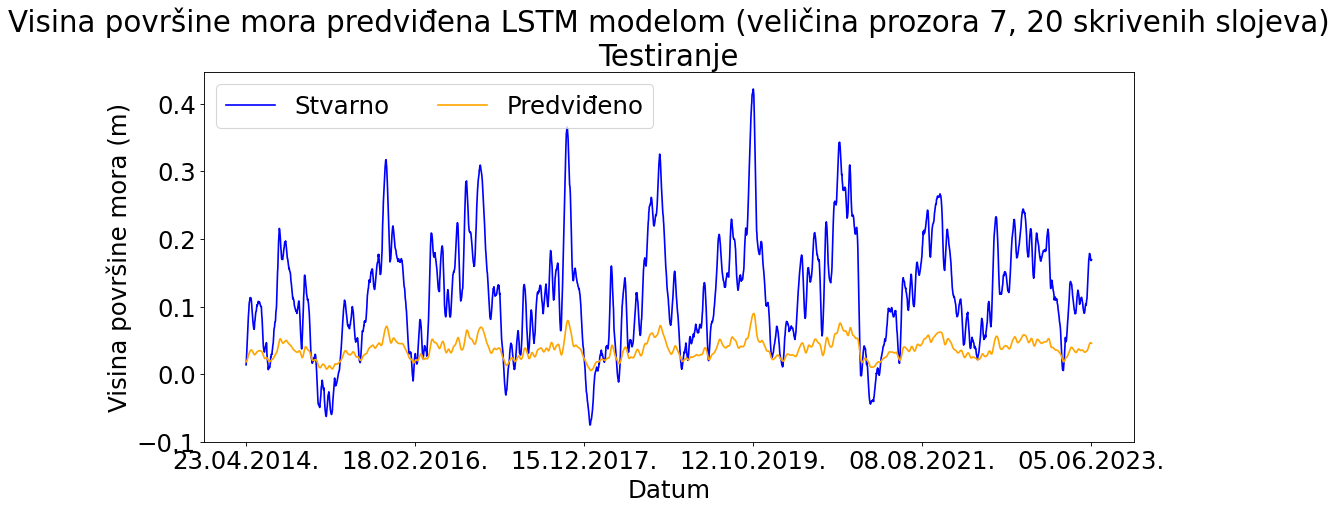 Visina površine mora predviđena LSTM modelom (veličina prozora 7, 20 skrivenih slojeva)
Testiranje
Stvarno Predviđeno
Visina površine mora (m)
0.4
0.3
0.2
0.1
0.0
−0.1
23.04.2014. 18.02.2016. 15.12.2017. 12.10.2019. 08.08.2021. 05.06.2023.
Datum